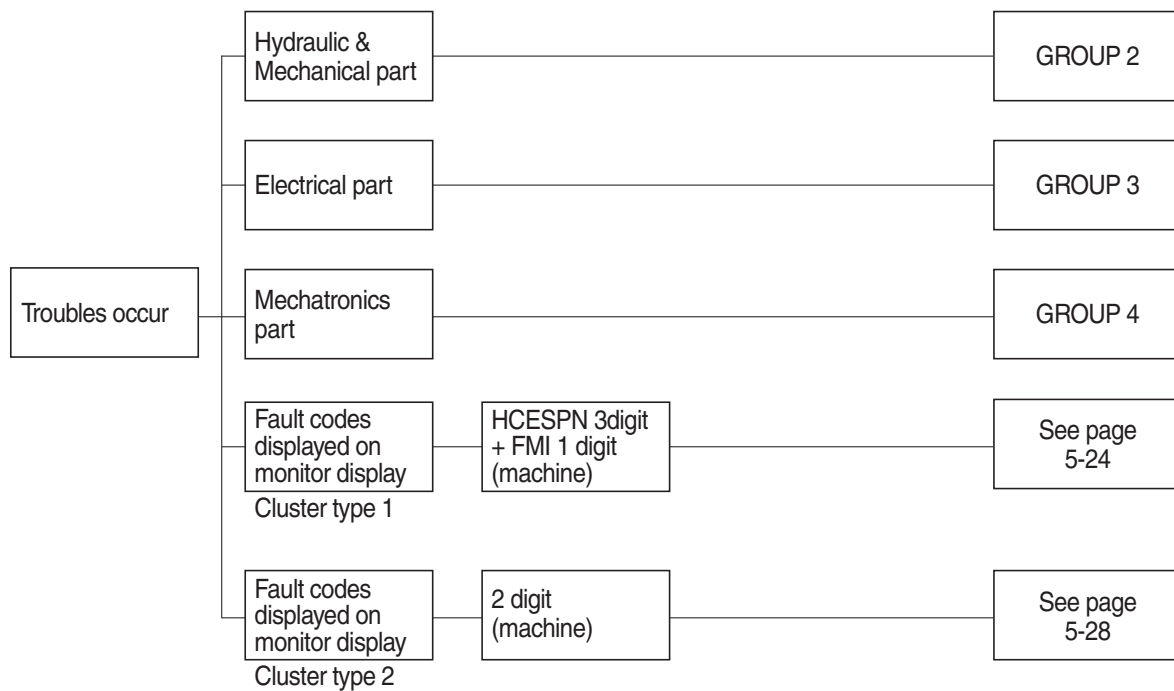 Hydraulic &
Mechanical part
GROUP 2
Electrical part
GROUP 3
Troubles occur
Mechatronics
part
GROUP 4
Fault codes
displayed on
monitor display
Cluster type 1
HCESPN 3digit
+ FMI 1 digit
(machine)
See page
5-24
Fault codes
displayed on
monitor display
Cluster type 2
2 digit
(machine)
See page
5-28